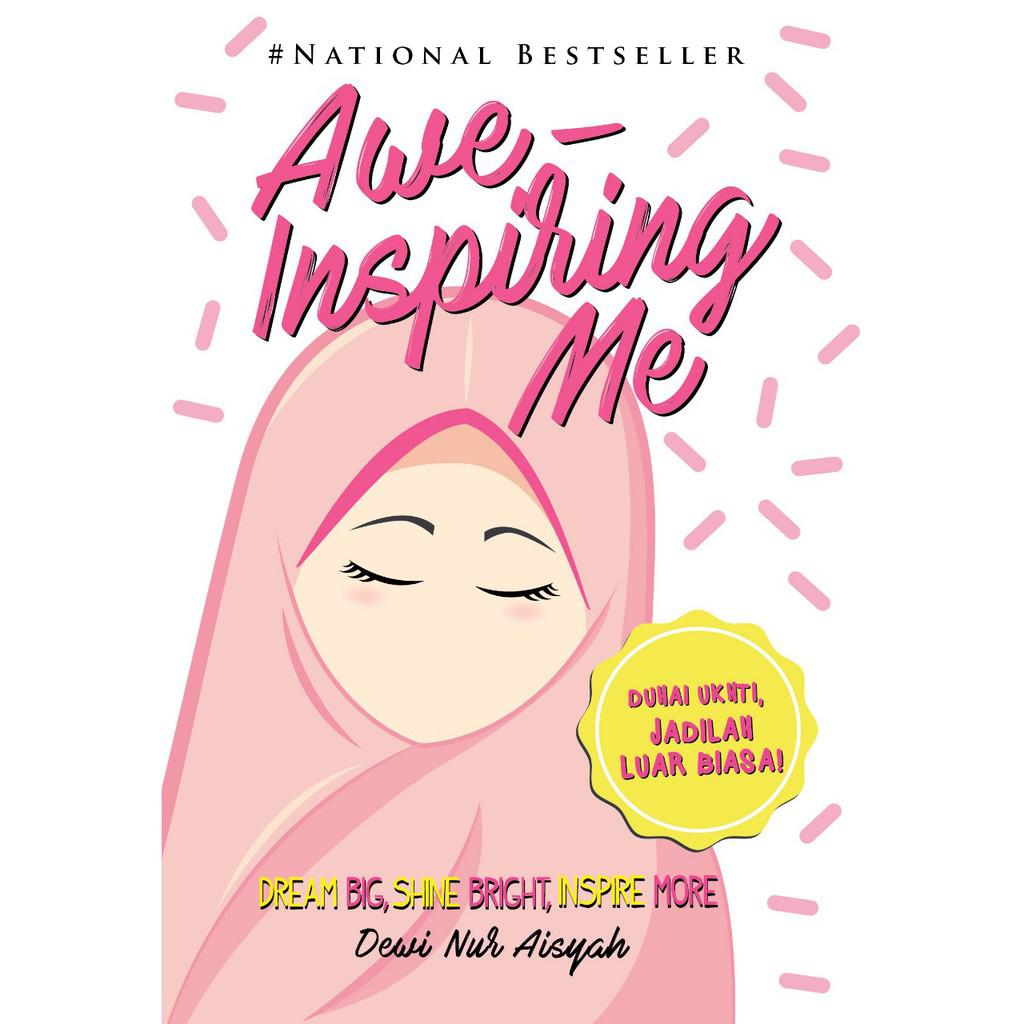 #National Bestseller
Awe-
Inspiring
Me
DUHAI UKHTI,
JADILAH
LUAR BIASA!
DREAM BIG, SHINE BRIGHT, INSPIRE MORE
Dewi Nur Aisyah